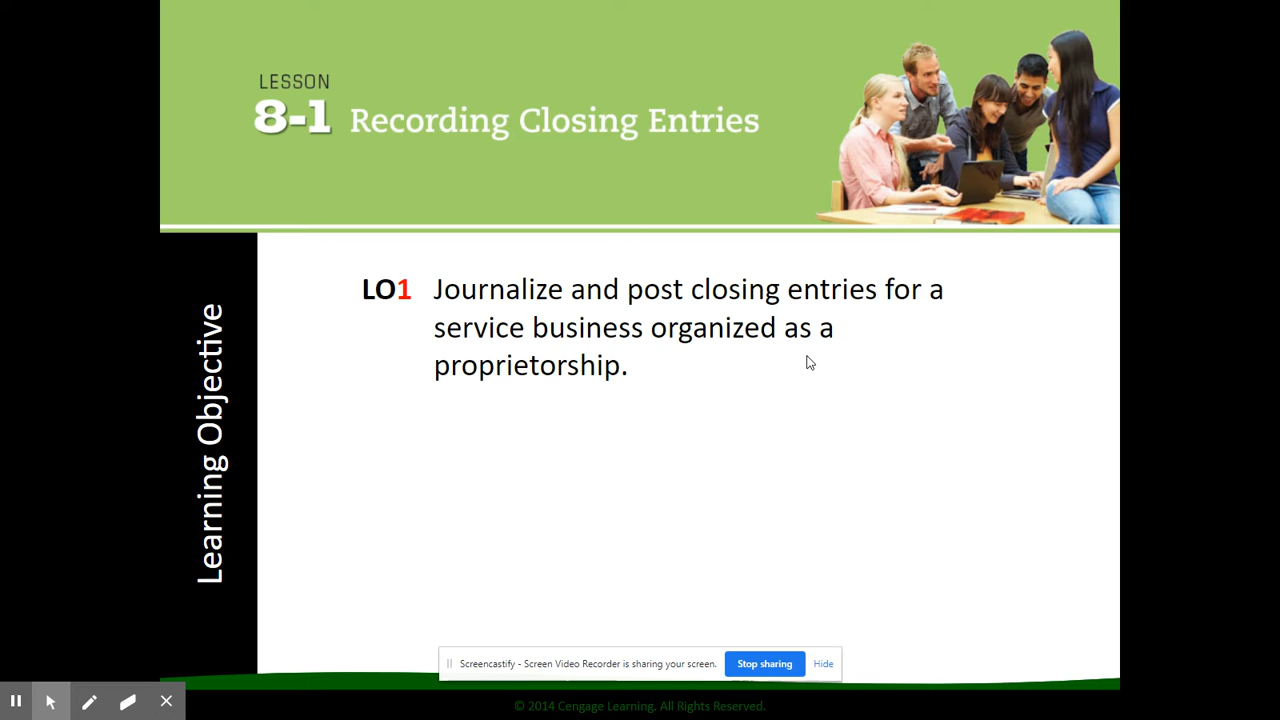 LESSON
8-1 Recording Closing Entries
LO1 Journalize and post closing entries for a
service business organized as a
proprietorship.
Learning Objective
Screencastify - Screen Video Recorder is sharing your screen. Stop sharing Hide
© 2014 Cengage Learning. All Rights Reserved.